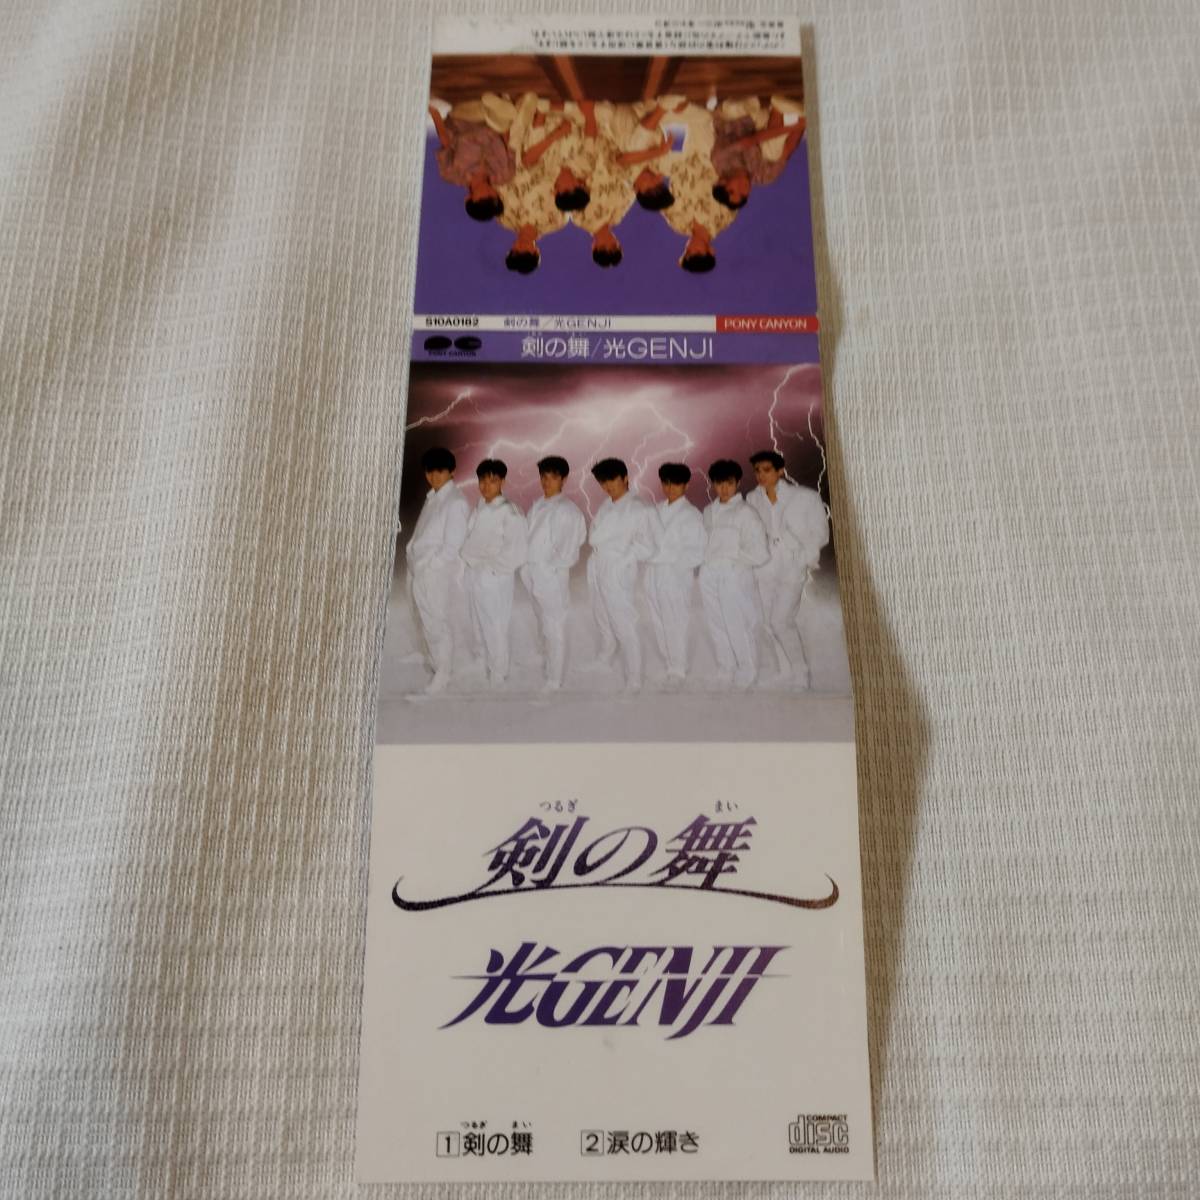 S10A0182 剣の舞／光GENJI PONY CANYON
PONY CANYON 剣の舞／光GENJI
つるぎ まい
剣の舞
光GENJI
つるぎ まい
1 剣の舞 2 涙の輝き
COMPACT
disc
DIGITAL AUDIO